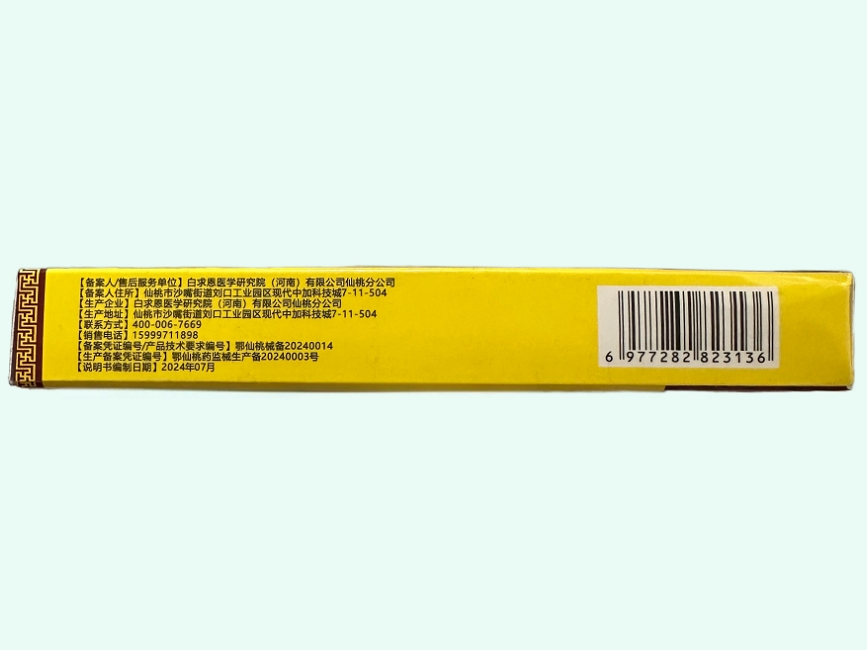 【备案人/售后服务单位】白求恩医学研究院（河南）有限公司仙桃分公司
【备案人住所】仙桃市沙嘴街道刘口工业园区现代中加科技城7-11-504
【生产企业】白求恩医学研究院（河南）有限公司仙桃分公司
【生产地址】仙桃市沙嘴街道刘口工业园区现代中加科技城7-11-504
【联系方式】400-006-7669
【销售电话】15999711898
【备案凭证编号/产品技术要求编号】鄂仙桃械备20240014
【生产备案凭证编号】鄂仙桃药监械生产备20240003号
【说明书编制日期】2024年07月
6 977282 823136